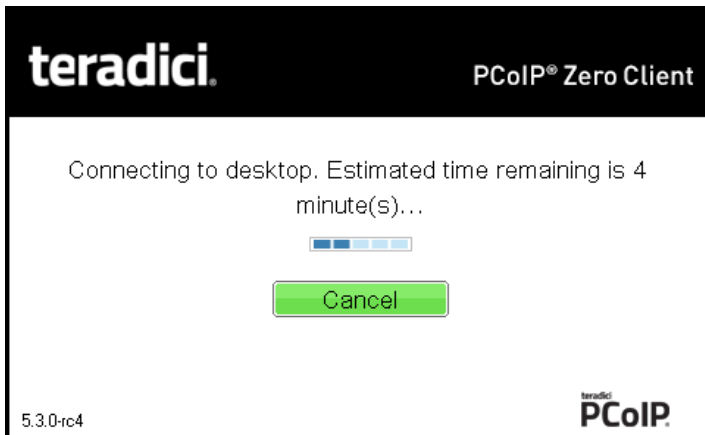 teradici®
PCoIP® Zero Client
Connecting to desktop. Estimated time remaining is 4
minute(s)...
Cancel
5.3.0-rc4
teradici
PCoIP®